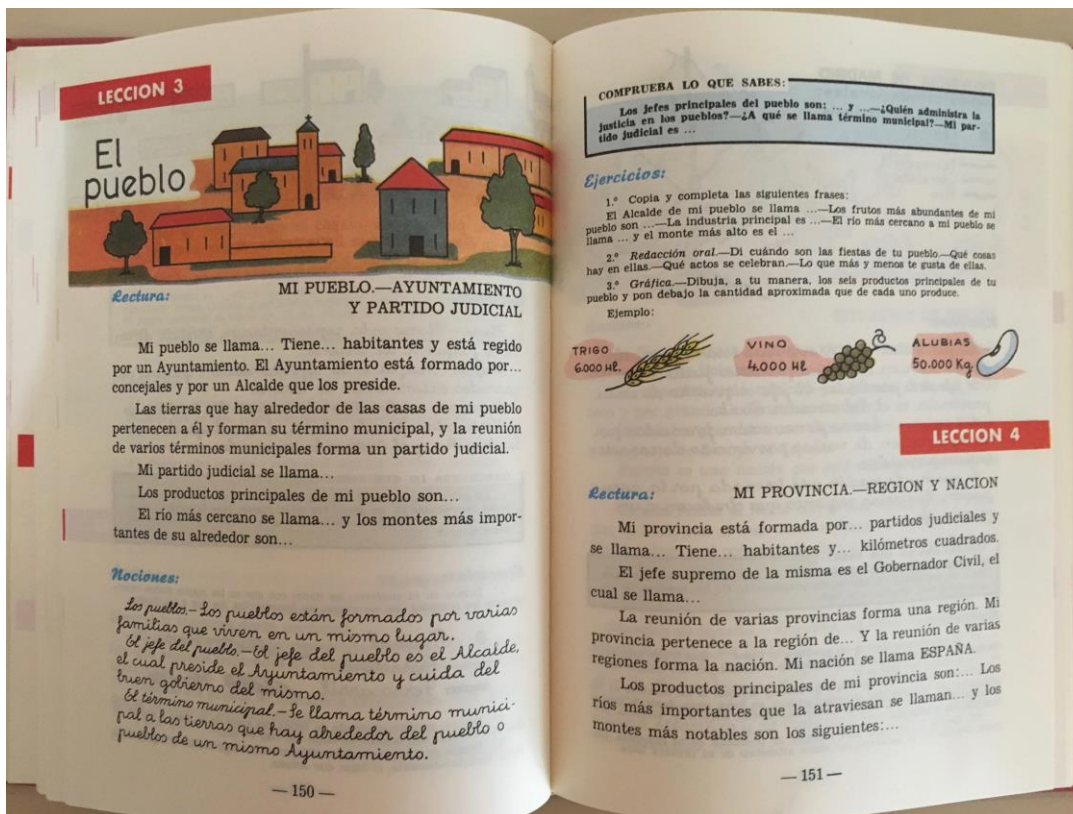 LECCION 3
El
pueblo
Lectura:
MI PUEBLO.—AYUNTAMIENTO
Y PARTIDO JUDICIAL
Mi pueblo se llama... Tiene... habitantes y está regido
por un Ayuntamiento. El Ayuntamiento está formado por...
concejales y por un Alcalde que los preside.
Las tierras que hay alrededor de las casas de mi pueblo
pertenecen a él y forman su término municipal, y la reunión
de varios términos municipales forma un partido judicial.
Mi partido judicial se llama...
Los productos principales de mi pueblo son...
El río más cercano se llama... y los montes más impor-
tantes de su alrededor son...
Nociones:
Los pueblos.—Los pueblos están formados por varias
familias que viven en un mismo lugar.
El jefe del pueblo.—El jefe del pueblo es el Alcalde,
el cual preside el Ayuntamiento y cuida del
buen gobierno del mismo.
El término municipal.—Se llama término munici-
pal a las tierras que hay alrededor del pueblo o
pueblos de un mismo Ayuntamiento.
— 150 —
COMPRUEBA LO QUE SABES:
Los jefes principales del pueblo son: ... y ...—¿Quién administra la
justicia en los pueblos?—¿A qué se llama término municipal?—Mi par-
tido judicial es ...
Ejercicios:
1.º Copia y completa las siguientes frases:
El Alcalde de mi pueblo se llama ...—Los frutos más abundantes de mi
pueblo son ...—La industria principal es ...—El río más cercano a mi pueblo se
llama ... y el monte más alto es el ...
2.º Redacción oral.—Di cuándo son las fiestas de tu pueblo.—Qué cosas
hay en ellas.—Qué actos se celebran.—Lo que más y menos te gusta de ellas.
3.º Gráfica.—Dibuja, a tu manera, los seis productos principales de tu
pueblo y pon debajo la cantidad aproximada que de cada uno produce.
Ejemplo:
TRIGO
6.000 Hl.
VINO
4.000 Hl
ALUBIAS
50.000 Kg.
LECCION 4
Lectura:
MI PROVINCIA.—REGION Y NACION
Mi provincia está formada por... partidos judiciales y
se llama... Tiene... habitantes y... kilómetros cuadrados.
El jefe supremo de la misma es el Gobernador Civil, el
cual se llama...
La reunión de varias provincias forma una región. Mi
provincia pertenece a la región de... Y la reunión de varias
regiones forma la nación. Mi nación se llama ESPAÑA.
Los productos principales de mi provincia son:... Los
ríos más importantes que la atraviesan se llaman... y los
montes más notables son los siguientes:...
— 151 —